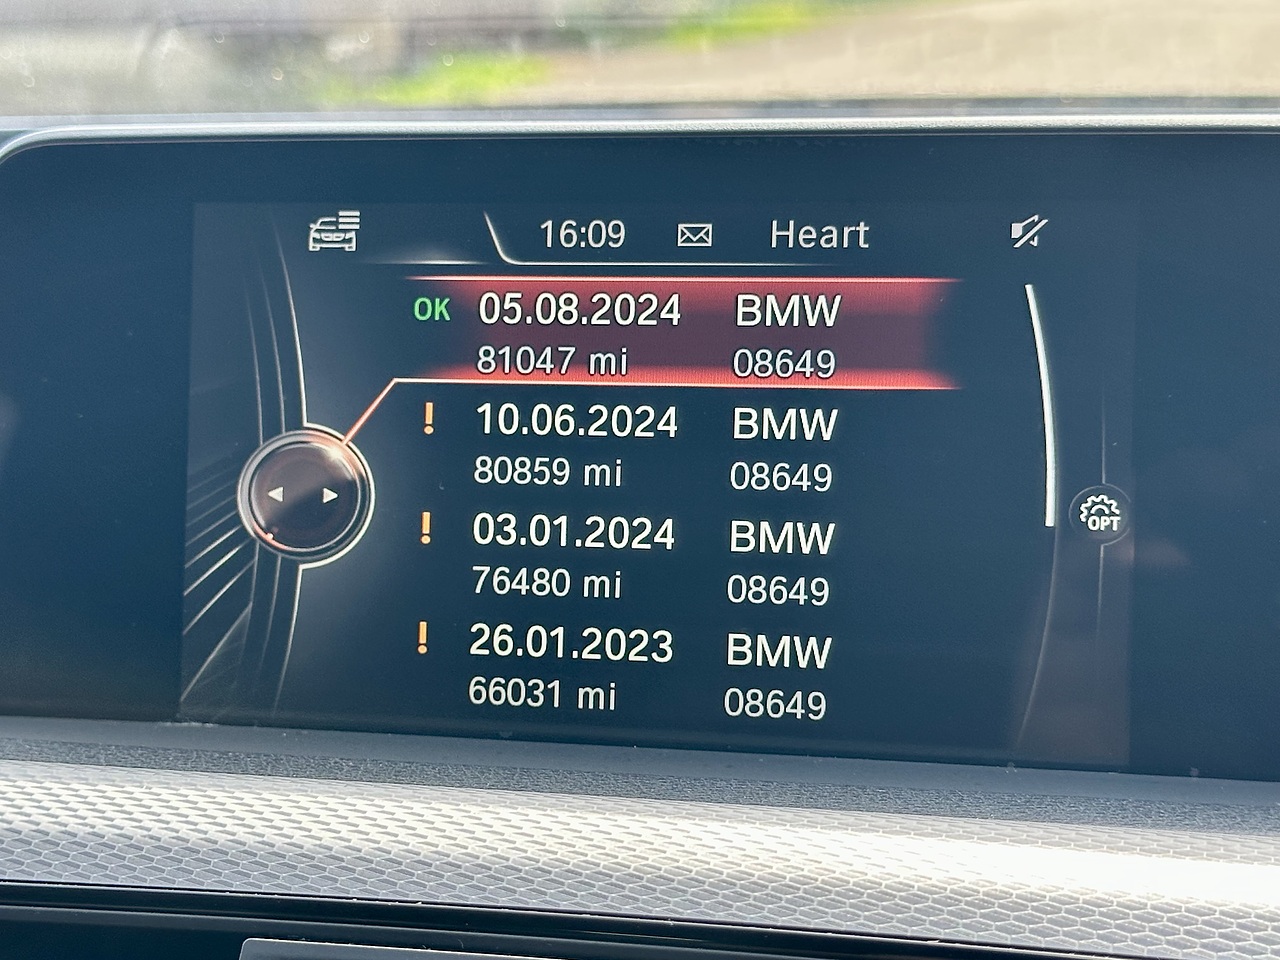 16:09 Heart
OK 05.08.2024 BMW
81047 mi 08649
! 10.06.2024 BMW
80859 mi 08649
! 03.01.2024 BMW
76480 mi 08649
OPT
! 26.01.2023 BMW
66031 mi 08649